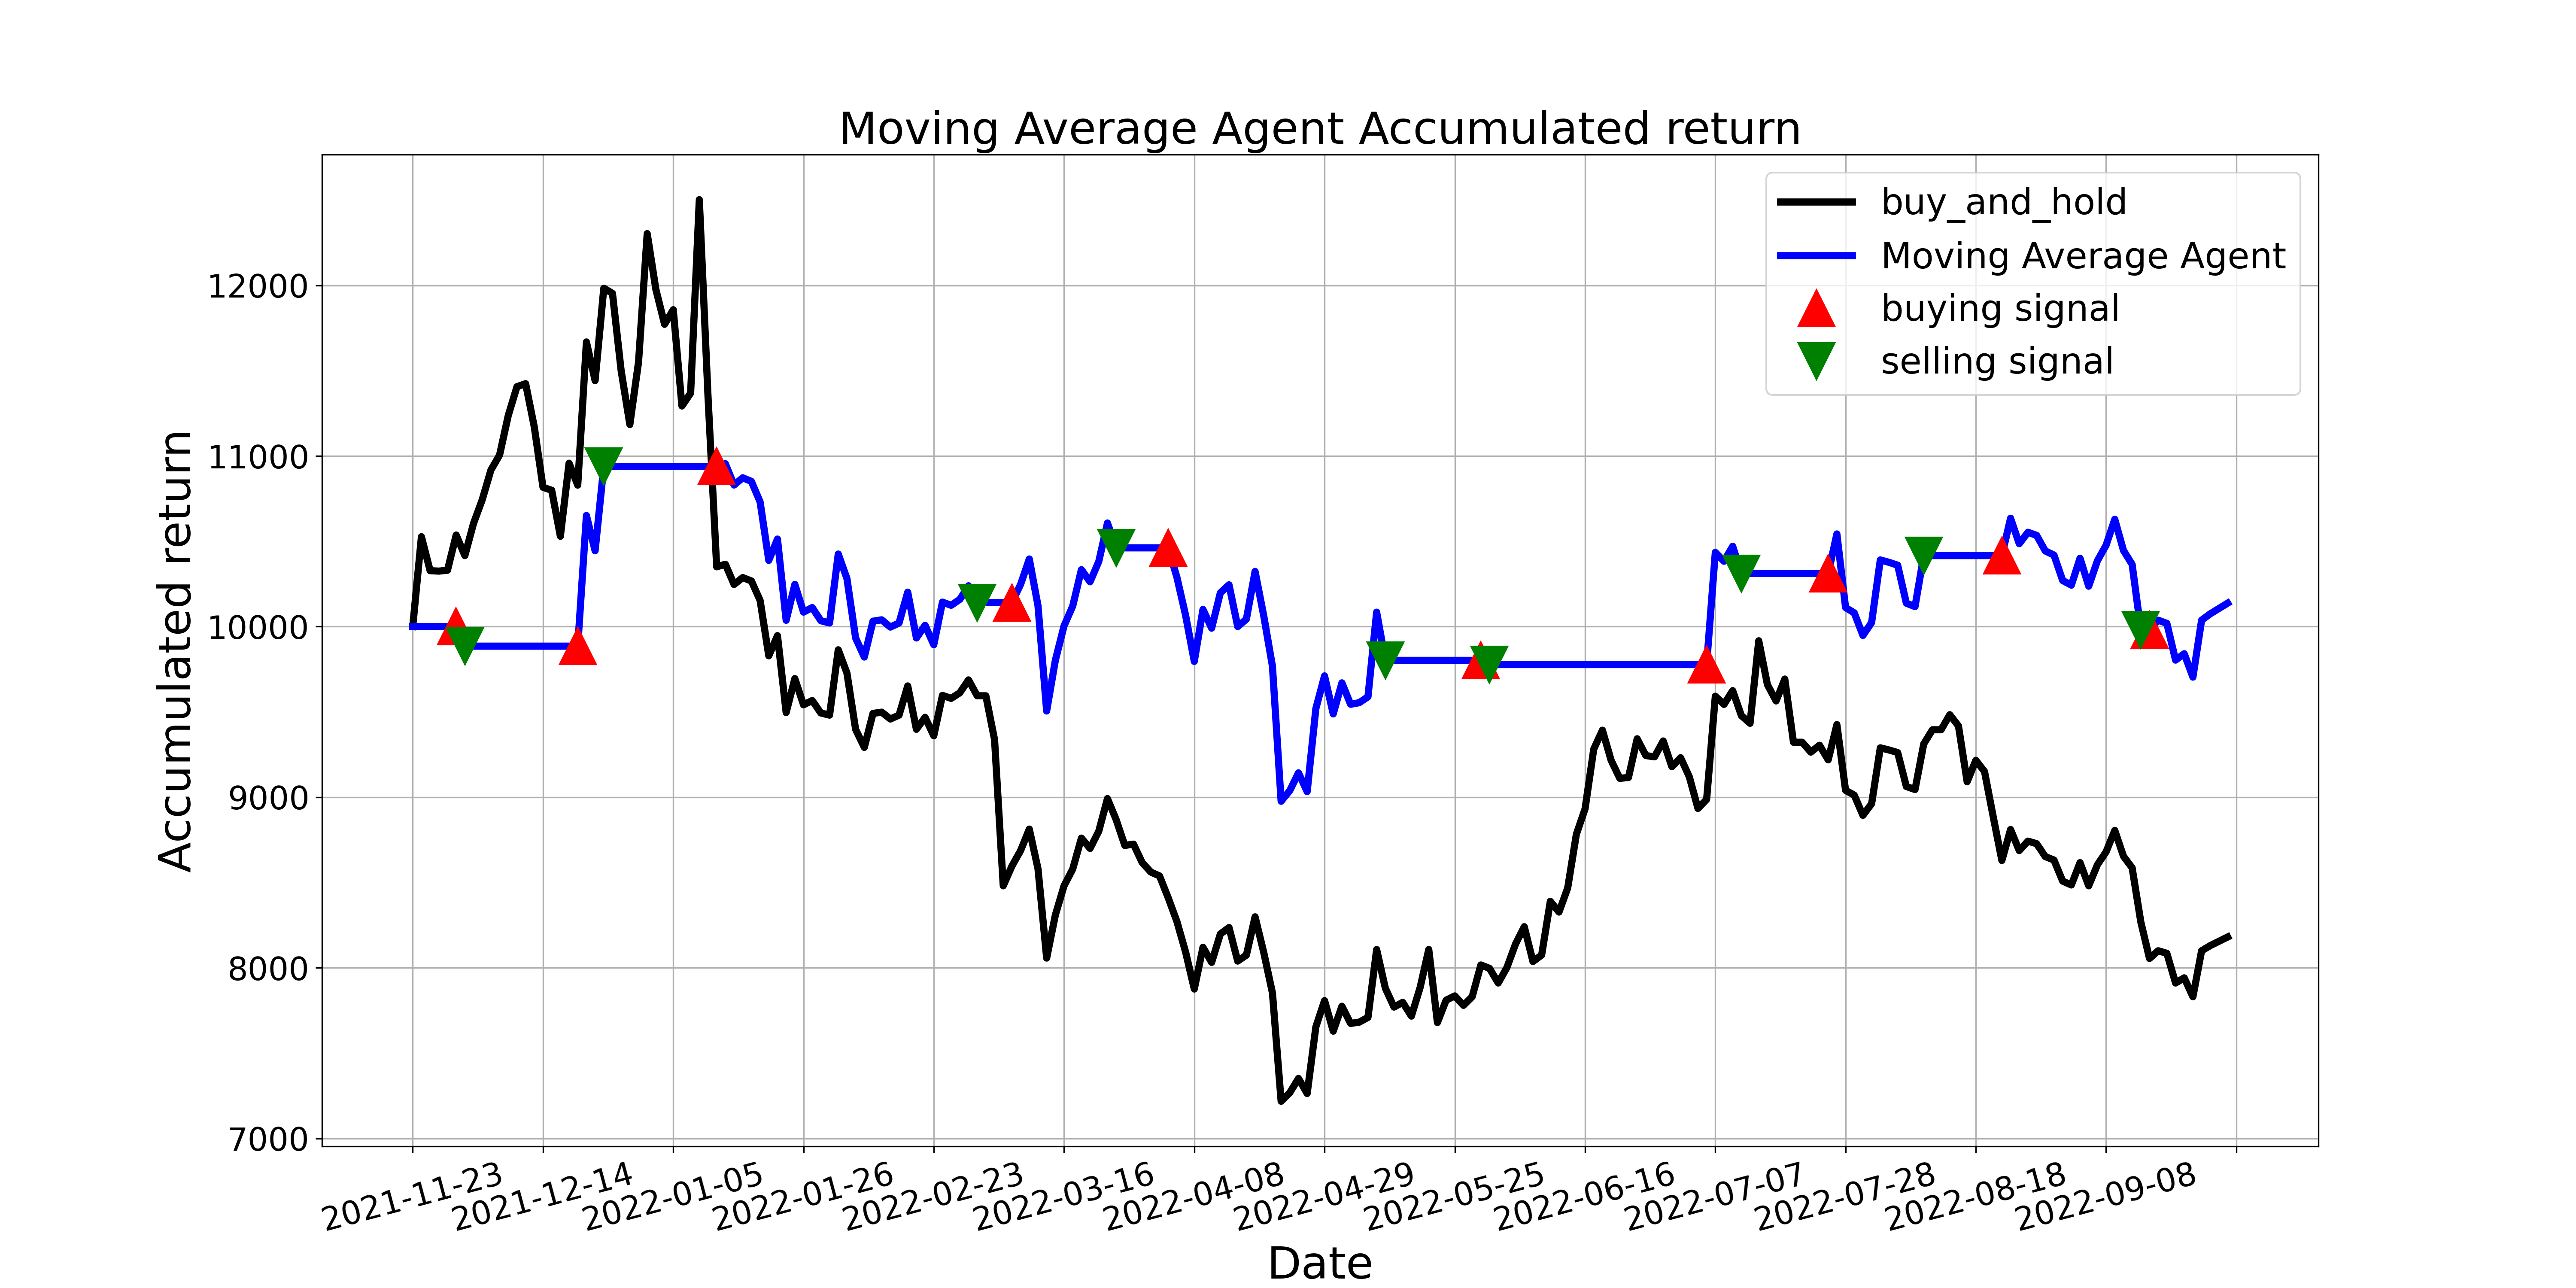 Moving Average Agent Accumulated return
buy_and_hold
Moving Average Agent
buying signal
selling signal
Accumulated return
12000
11000
10000
9000
8000
7000
2021-11-23
2021-12-14
2022-01-05
2022-01-26
2022-02-23
2022-03-16
2022-04-08
2022-04-29
2022-05-25
2022-06-16
2022-07-07
2022-07-28
2022-08-18
2022-09-08
Date